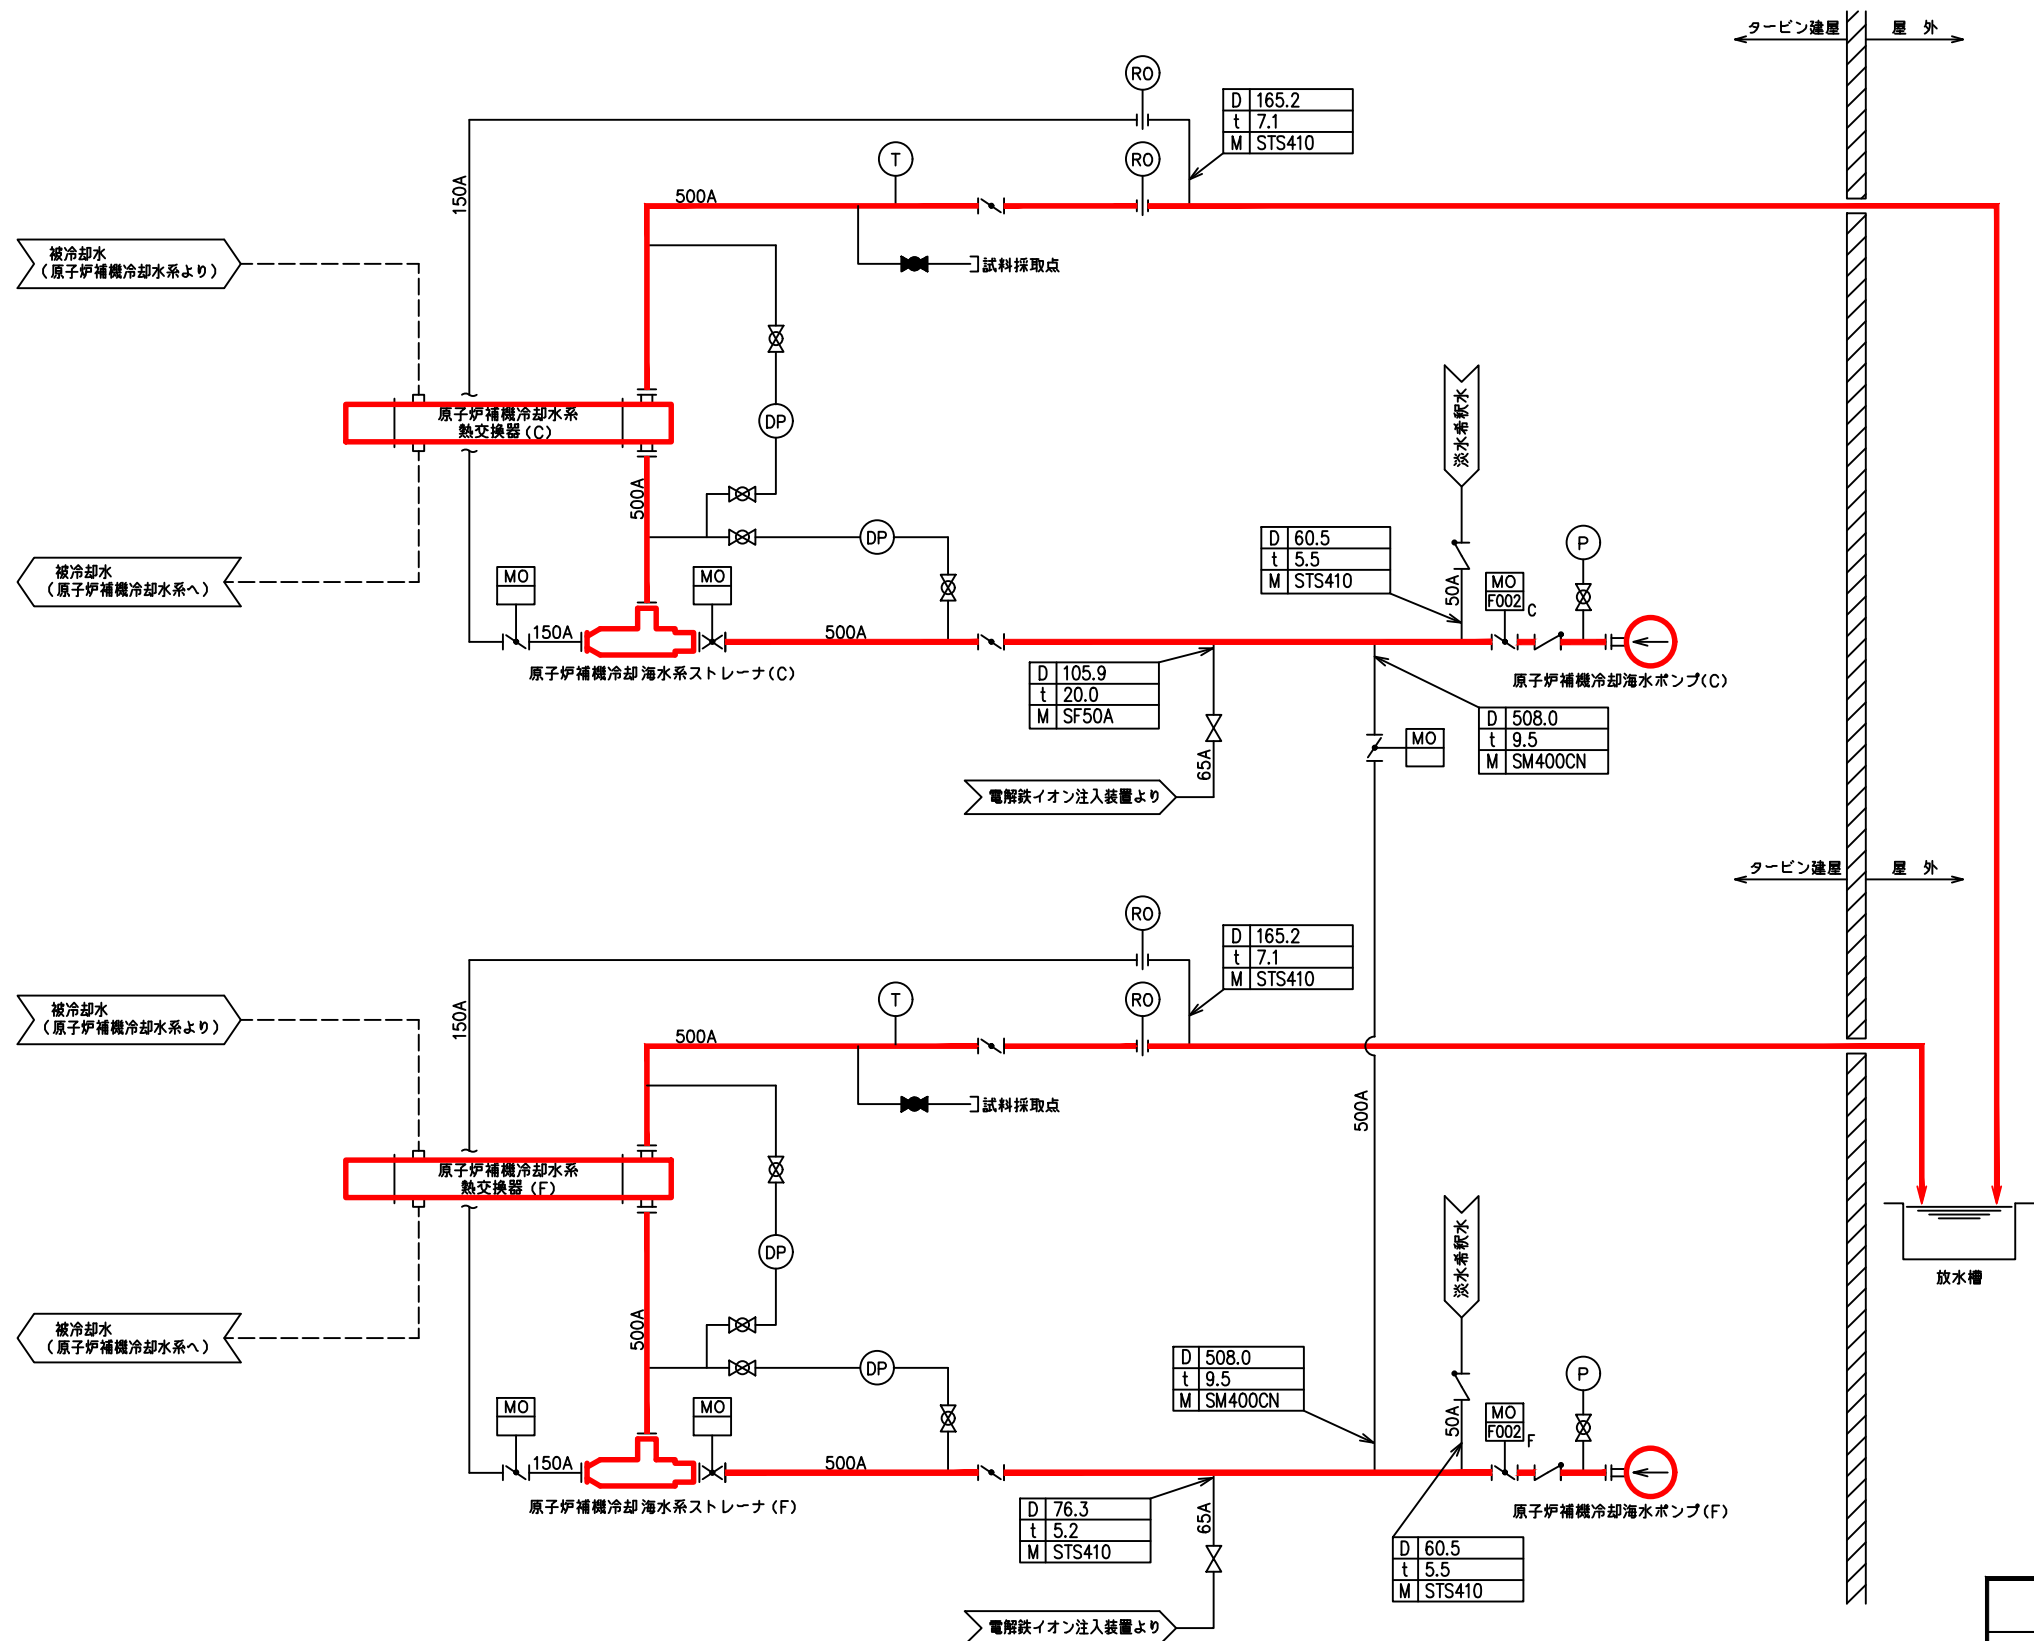 タービン建屋
屋 外
RO
D 165.2
t 7.1
M STS410
T
RO
150A
500A
被冷却水
(原子炉補機冷却水系より)
試料採取点
原子炉補機冷却水系
熱交換器(C)
DP
淡水希釈水
500A
DP
D 60.5
t 5.5
M STS410
P
被冷却水
(原子炉補機冷却水系へ)
MO
MO
50A
MO
F002
C
150A
500A
原子炉補機冷却海水系ストレーナ(C)
D 105.9
t 20.0
M SF50A
原子炉補機冷却海水ポンプ(C)
D 508.0
t 9.5
M SM400CN
MO
65A
電解鉄イオン注入装置より
タービン建屋
屋 外
RO
D 165.2
t 7.1
M STS410
T
RO
150A
500A
被冷却水
(原子炉補機冷却水系より)
試料採取点
500A
原子炉補機冷却水系
熱交換器(F)
DP
淡水希釈水
放水槽
500A
被冷却水
(原子炉補機冷却水系へ)
DP
D 508.0
t 9.5
M SM400CN
P
MO
MO
50A
MO
F002
F
150A
500A
原子炉補機冷却海水系ストレーナ(F)
D 76.3
t 5.2
M STS410
65A
原子炉補機冷却海水ポンプ(F)
D 60.5
t 5.5
M STS410
電解鉄イオン注入装置より